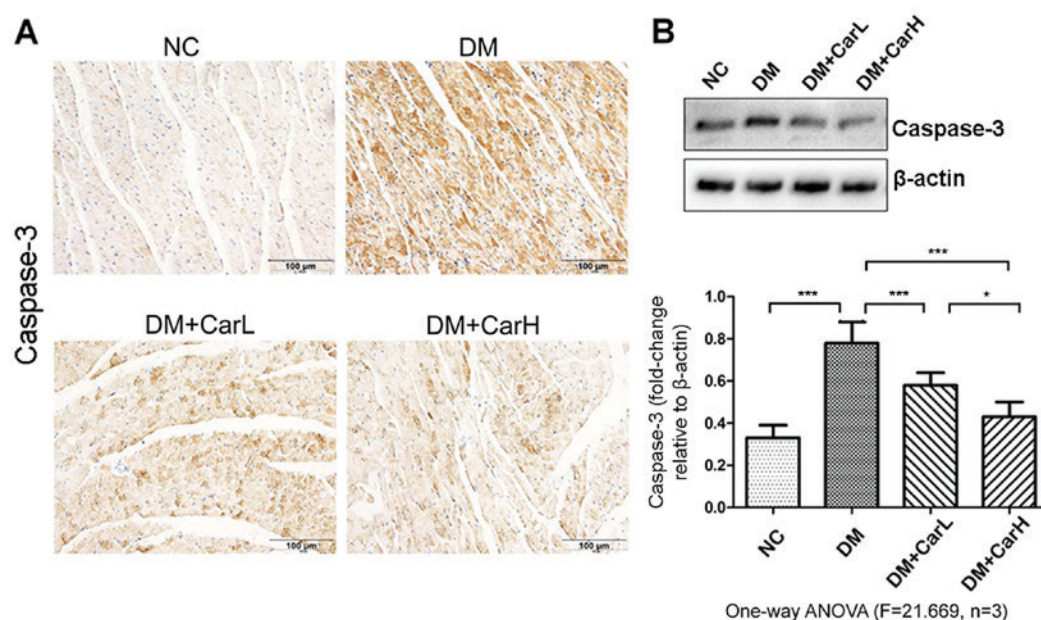 A
NC
DM
Caspase-3
100 µm
100 µm
DM+CarL
DM+CarH
100 µm
100 µm
B
NC
DM
DM+CarL
DM+CarH
Caspase-3
β-actin
***
***
***
*
Caspase-3 (fold-change
relative to β-actin)
1.0
0.8
0.6
0.4
0.2
0.0
NC
DM
DM+CarL
DM+CarH
One-way ANOVA (F=21.669, n=3)